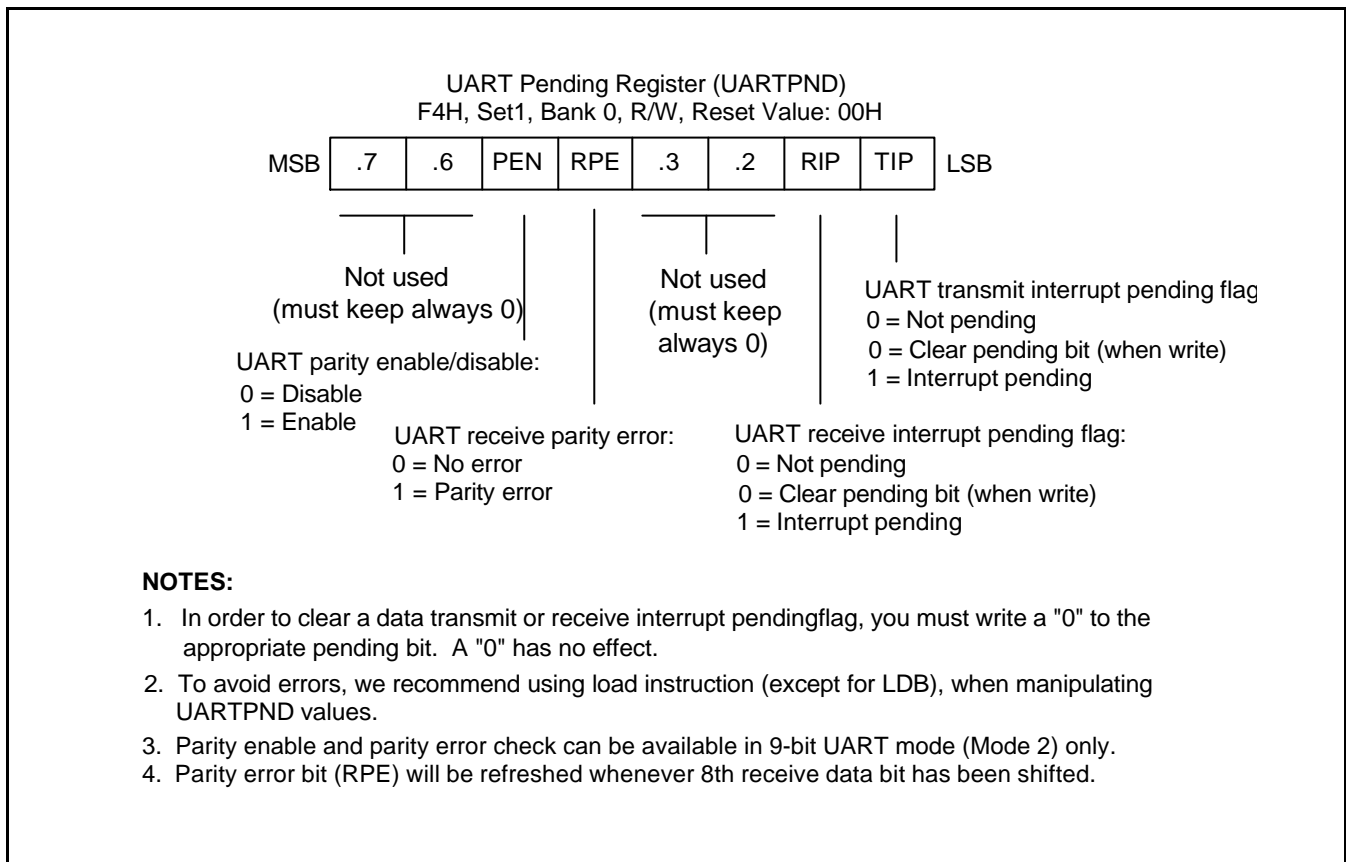 UART Pending Register (UARTPND)
F4H, Set1, Bank 0, R/W, Reset Value: 00H
MSB .7 .6 PEN RPE .3 .2 RIP TIP LSB
Not used
(must keep always 0)
Not used
(must keep
always 0)
UART transmit interrupt pending flag
0 = Not pending
0 = Clear pending bit (when write)
1 = Interrupt pending
UART parity enable/disable:
0 = Disable
1 = Enable
UART receive parity error:
0 = No error
1 = Parity error
UART receive interrupt pending flag:
0 = Not pending
0 = Clear pending bit (when write)
1 = Interrupt pending
NOTES:
1. In order to clear a data transmit or receive interrupt pendingflag, you must write a "0" to the
appropriate pending bit. A "0" has no effect.
2. To avoid errors, we recommend using load instruction (except for LDB), when manipulating
UARTPND values.
3. Parity enable and parity error check can be available in 9-bit UART mode (Mode 2) only.
4. Parity error bit (RPE) will be refreshed whenever 8th receive data bit has been shifted.